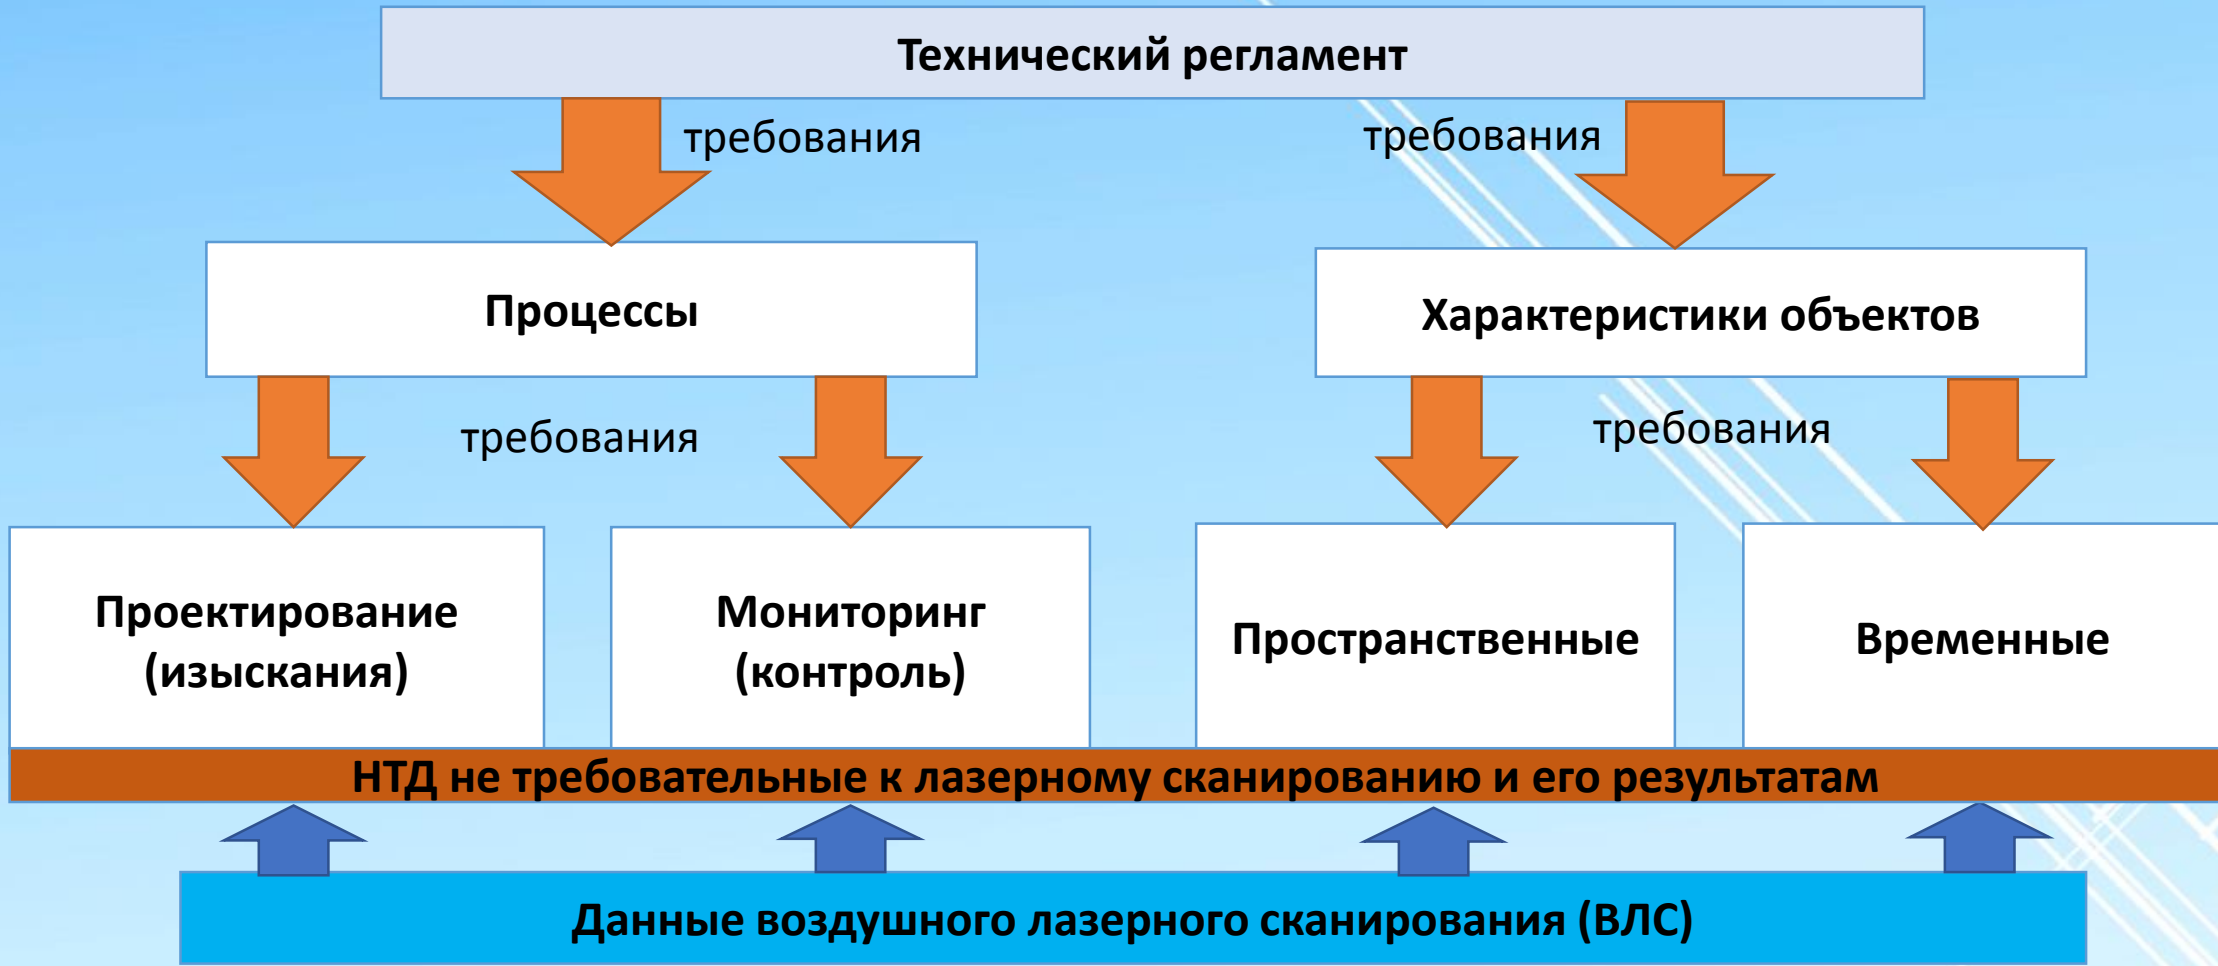 Технический регламент
требования
требования
Процессы
Характеристики объектов
требования
требования
Проектирование
(изыскания)
Мониторинг
(контроль)
Пространственные
Временные
НТД не требовательные к лазерному сканированию и его результатам
Данные воздушного лазерного сканирования (ВЛС)